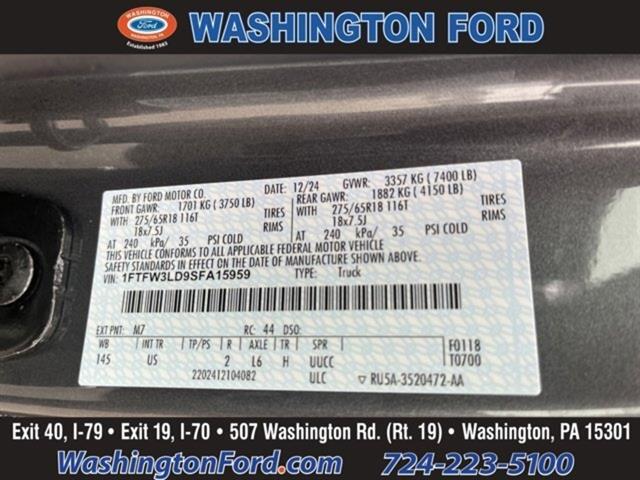 WASHINGTON
Ford
WASHINGTON, PA
Established 1983
WASHINGTON FORD
MFD. BY FORD MOTOR CO.
DATE: 12/24 GVWR: 3357 KG ( 7400 LB)
FRONT GAWR: 1701 KG ( 3750 LB)
REAR GAWR: 1882 KG ( 4150 LB)
WITH 275/65R18 116T TIRES
WITH 275/65R18 116T TIRES
18x7.5J RIMS
18x7.5J RIMS
AT 240 kPa/ 35 PSI COLD
AT 240 kPa/ 35 PSI COLD
THIS VEHICLE CONFORMS TO ALL APPLICABLE FEDERAL MOTOR VEHICLE
SAFETY STANDARDS IN EFFECT ON THE DATE OF MANUFACTURE SHOWN ABOVE.
VIN: 1FTFW3LD9SFA15959
TYPE: Truck
EXT PNT: M7 RC: 44 DSO:
WB INT TR TP/PS R AXLE TR SPR F0118
145 US 2 L6 H UUCC T0700
2202412104082 ULC ▽ RU5A-3520472-AA
Exit 40, I-79 • Exit 19, I-70 • 507 Washington Rd. (Rt. 19) • Washington, PA 15301
WashingtonFord.com 724-223-5100